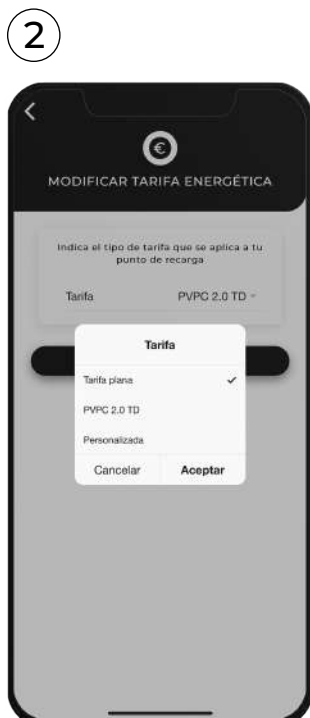 2
€
MODIFICAR TARIFA ENERGÉTICA
Indica el tipo de tarifa que se aplica a tu
punto de recarga
Tarifa PVPC 2.0 TD
Tarifa
Tarifa plana
PVPC 2.0 TD
Personalizada
Cancelar Aceptar